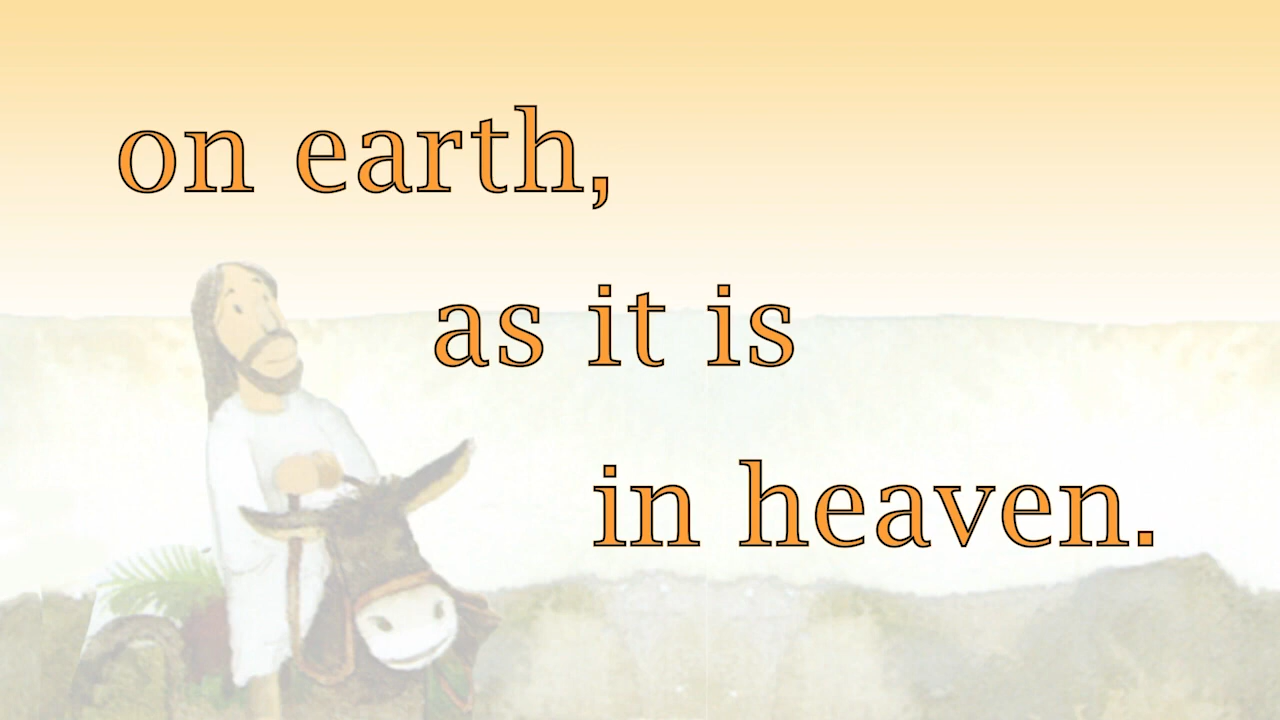 on earth,
as it is
in heaven.